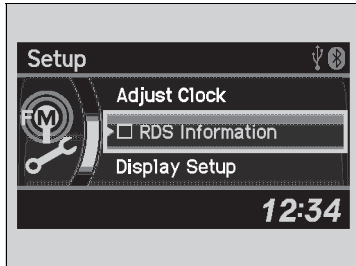 Setup
FM
Adjust Clock
RDS Information
Display Setup
12:34